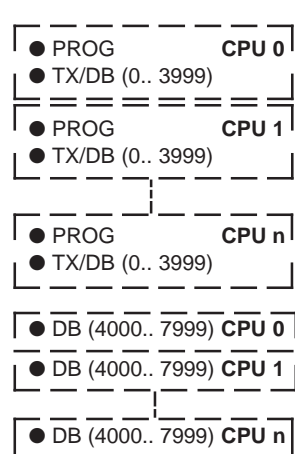 ● PROG CPU 0
● TX/DB (0.. 3999)
● PROG CPU 1
● TX/DB (0.. 3999)
● PROG CPU n
● TX/DB (0.. 3999)
● DB (4000.. 7999) CPU 0
● DB (4000.. 7999) CPU 1
● DB (4000.. 7999) CPU n